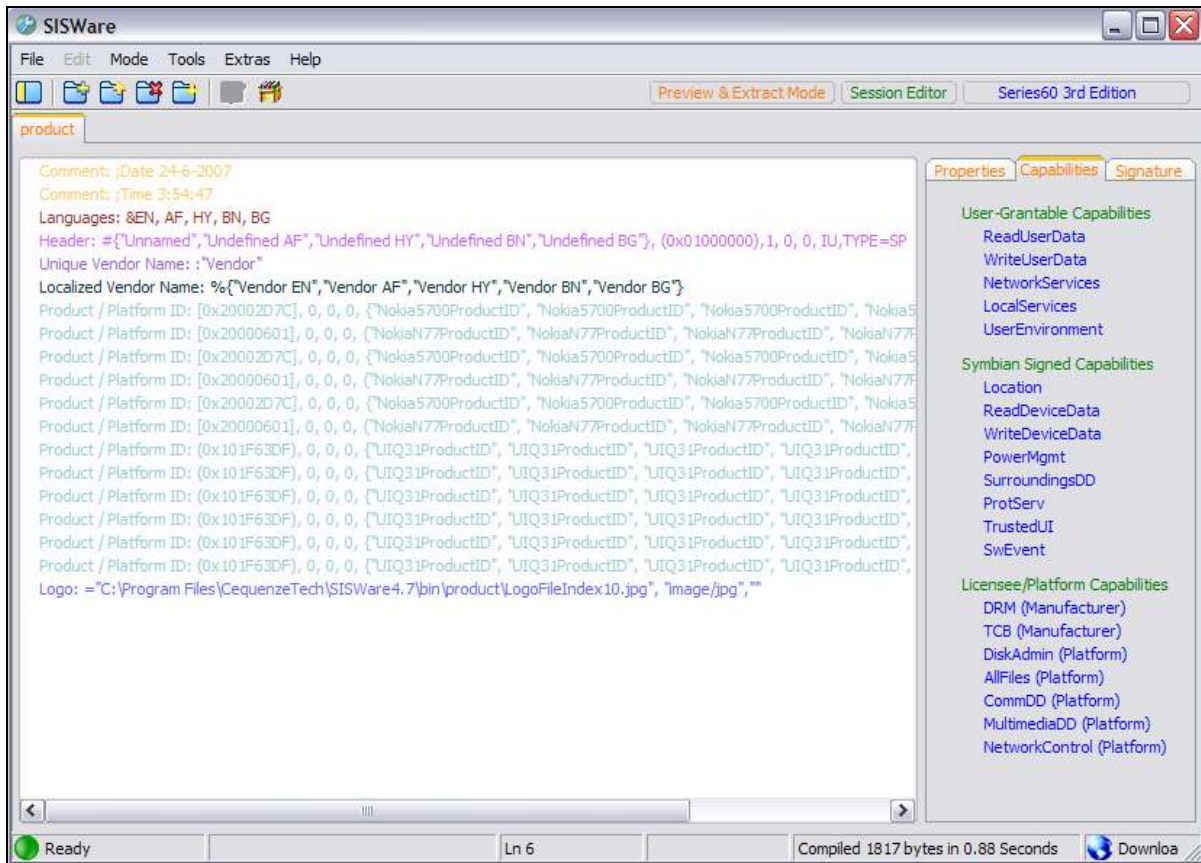 SISWare
File Edit Mode Tools Extras Help
Preview & Extract Mode Session Editor Series60 3rd Edition
product
Comment: ;Date 24-6-2007
Comment: ;Time 3:54:47
Languages: &EN, AF, HY, BN, BG
Header: #{"Unnamed","Undefined AF","Undefined HY","Undefined BN","Undefined BG"}, (0x01000000),1, 0, 0, IU,TYPE=SP
Unique Vendor Name: :"Vendor"
Localized Vendor Name: %{"Vendor EN","Vendor AF","Vendor HY","Vendor BN","Vendor BG"}
Product / Platform ID: [0x20002D7C], 0, 0, 0, {"Nokia5700ProductID", "Nokia5700ProductID", "Nokia5700ProductID", "Nokia5
Product / Platform ID: [0x20000601], 0, 0, 0, {"NokiaN77ProductID", "NokiaN77ProductID", "NokiaN77ProductID", "NokiaN77P
Product / Platform ID: [0x20002D7C], 0, 0, 0, {"Nokia5700ProductID", "Nokia5700ProductID", "Nokia5700ProductID", "Nokia5
Product / Platform ID: [0x20000601], 0, 0, 0, {"NokiaN77ProductID", "NokiaN77ProductID", "NokiaN77ProductID", "NokiaN77P
Product / Platform ID: [0x20002D7C], 0, 0, 0, {"Nokia5700ProductID", "Nokia5700ProductID", "Nokia5700ProductID", "Nokia5
Product / Platform ID: [0x20000601], 0, 0, 0, {"NokiaN77ProductID", "NokiaN77ProductID", "NokiaN77ProductID", "NokiaN77P
Product / Platform ID: (0x101F63DF), 0, 0, 0, {"UIQ31ProductID", "UIQ31ProductID", "UIQ31ProductID", "UIQ31ProductID",
Product / Platform ID: (0x101F63DF), 0, 0, 0, {"UIQ31ProductID", "UIQ31ProductID", "UIQ31ProductID", "UIQ31ProductID",
Product / Platform ID: (0x101F63DF), 0, 0, 0, {"UIQ31ProductID", "UIQ31ProductID", "UIQ31ProductID", "UIQ31ProductID",
Product / Platform ID: (0x101F63DF), 0, 0, 0, {"UIQ31ProductID", "UIQ31ProductID", "UIQ31ProductID", "UIQ31ProductID",
Product / Platform ID: (0x101F63DF), 0, 0, 0, {"UIQ31ProductID", "UIQ31ProductID", "UIQ31ProductID", "UIQ31ProductID",
Product / Platform ID: (0x101F63DF), 0, 0, 0, {"UIQ31ProductID", "UIQ31ProductID", "UIQ31ProductID", "UIQ31ProductID",
Logo: ="C:\Program Files\CequenzeTech\SISWare4.7\bin\product\LogoFileIndex10.jpg", "image/jpg",""
Properties Capabilities Signature
User-Grantable Capabilities
ReadUserData
WriteUserData
NetworkServices
LocalServices
UserEnvironment
Symbian Signed Capabilities
Location
ReadDeviceData
WriteDeviceData
PowerMgmt
SurroundingsDD
ProtServ
TrustedUI
SwEvent
Licensee/Platform Capabilities
DRM (Manufacturer)
TCB (Manufacturer)
DiskAdmin (Platform)
AllFiles (Platform)
CommDD (Platform)
MultimediaDD (Platform)
NetworkControl (Platform)
Ready Ln 6 Compiled 1817 bytes in 0.88 Seconds Downloa